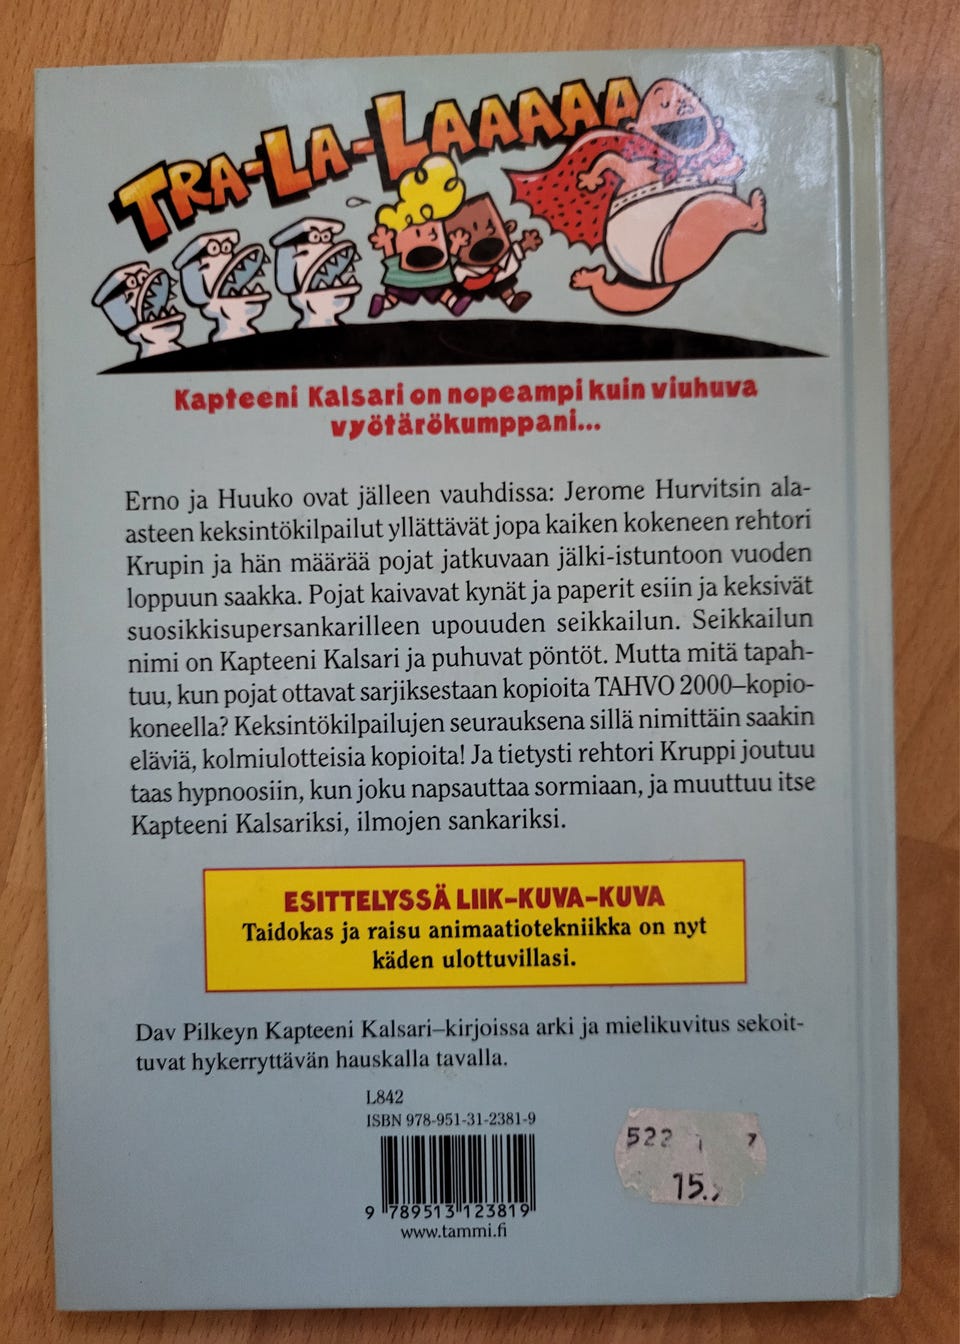 TRA-LA-LAAAAA
Kapteeni Kalsari on nopeampi kuin viuhuva
vyötärökumppani...
Erno ja Huuko ovat jälleen vauhdissa: Jerome Hurvitsin ala-
asteen keksintökilpailut yllättävät jopa kaiken kokeneen rehtori
Krupin ja hän määrää pojat jatkuvaan jälki-istuntoon vuoden
loppuun saakka. Pojat kaivavat kynät ja paperit esiin ja keksivät
suosikkisupersankarilleen upouuden seikkailun. Seikkailun
nimi on Kapteeni Kalsari ja puhuvat pöntöt. Mutta mitä tapah-
tuu, kun pojat ottavat sarjiksestaan kopioita TAHVO 2000–kopio-
koneella? Keksintökilpailujen seurauksena sillä nimittäin saakin
eläviä, kolmiulotteisia kopioita! Ja tietysti rehtori Kruppi joutuu
taas hypnoosiin, kun joku napsauttaa sormiaan, ja muuttuu itse
Kapteeni Kalsariksi, ilmojen sankariksi.
ESITTELYSSÄ LIIK-KUVA-KUVA
Taidokas ja raisu animaatiotekniikka on nyt
käden ulottuvillasi.
Dav Pilkeyn Kapteeni Kalsari–kirjoissa arki ja mielikuvitus sekoit-
tuvat hykerryttävän hauskalla tavalla.
L842
ISBN 978-951-31-2381-9
9 789513 123819
www.tammi.fi
522 7
15.